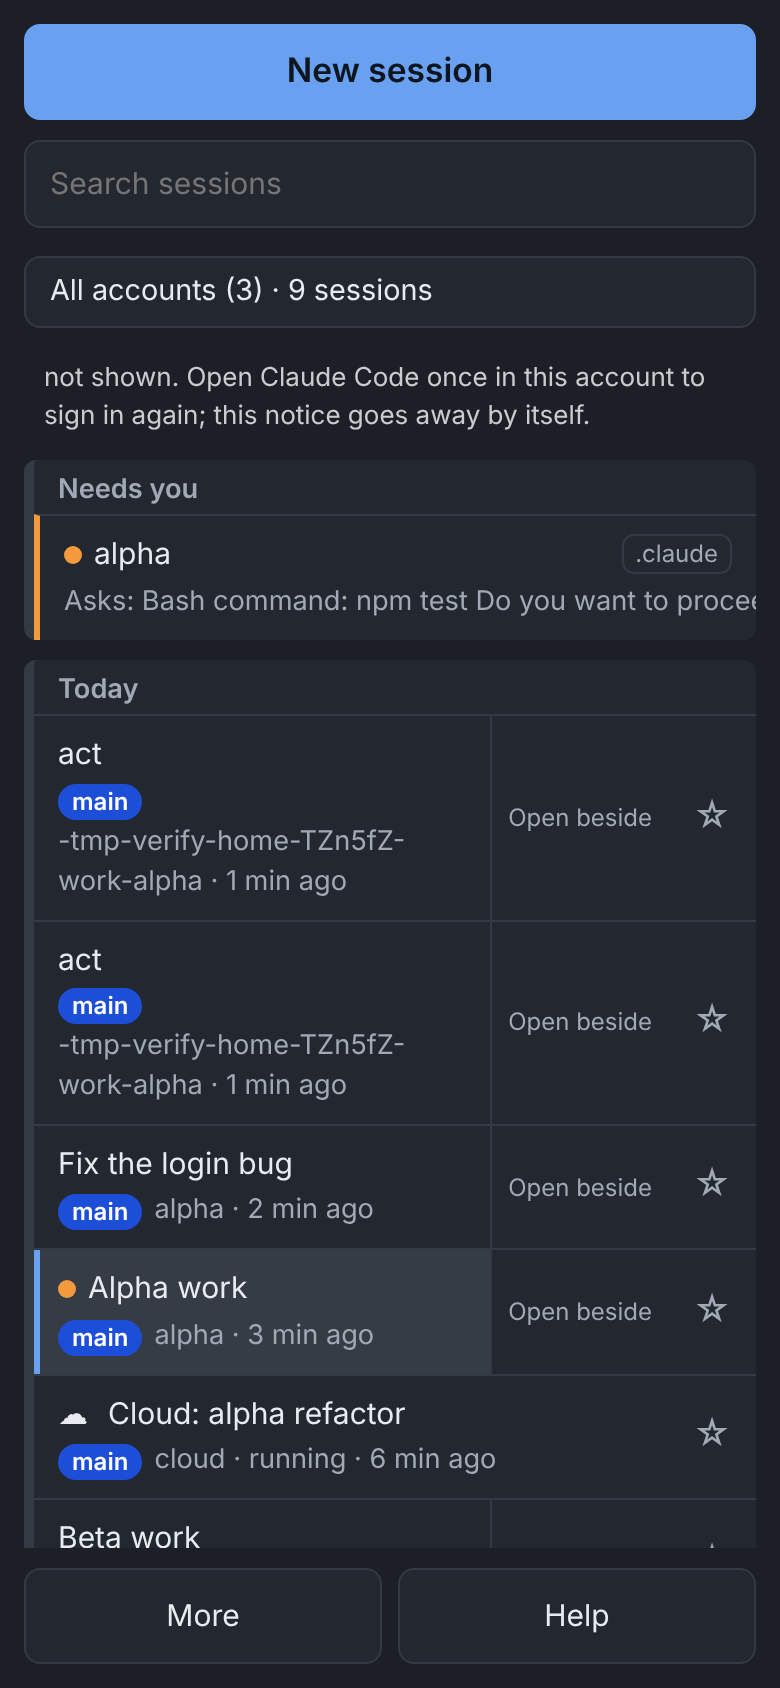 New session
Search sessions
All accounts (3) · 9 sessions
not shown. Open Claude Code once in this account to
sign in again; this notice goes away by itself.
Needs you
alpha
.claude
Asks: Bash command: npm test Do you want to procee
Today
act
main
-tmp-verify-home-TZn5fZ-
work-alpha · 1 min ago
Open beside ☆
act
main
-tmp-verify-home-TZn5fZ-
work-alpha · 1 min ago
Open beside ☆
Fix the login bug
main alpha · 2 min ago
Open beside ☆
Alpha work
main alpha · 3 min ago
Open beside ☆
☁ Cloud: alpha refactor
main cloud · running · 6 min ago
☆
Beta work
More
Help